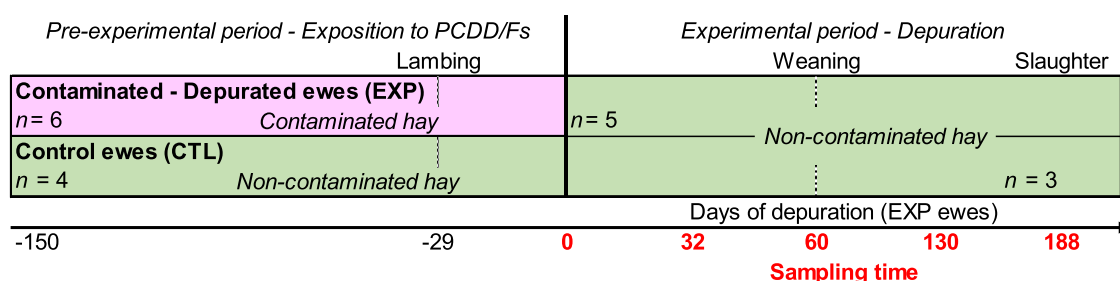 Pre-experimental period - Exposition to PCDD/Fs
Experimental period - Depuration
Lambing
Weaning
Slaughter
Contaminated - Depurated ewes (EXP)
n= 6
Contaminated hay
n= 5
Non-contaminated hay
Control ewes (CTL)
n = 4
Non-contaminated hay
n = 3
Days of depuration (EXP ewes)
-150 -29 0 32 60 130 188
Sampling time